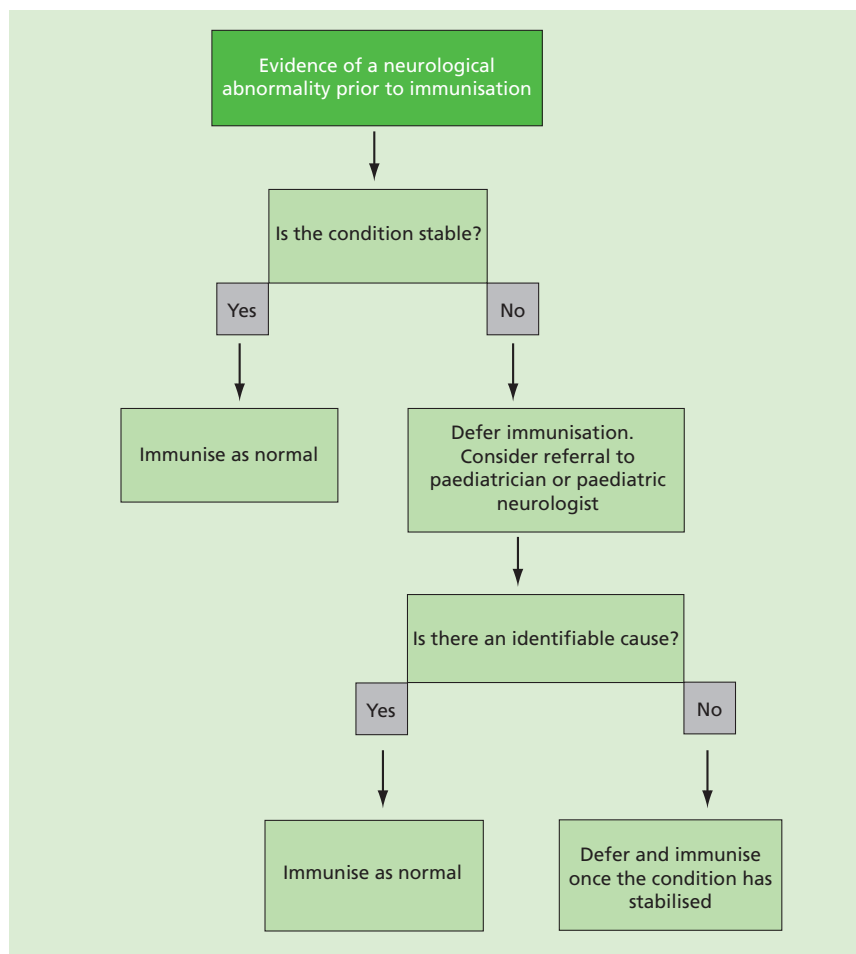 Evidence of a neurological
abnormality prior to immunisation
Is the condition stable?
Yes
No
Immunise as normal
Defer immunisation.
Consider referral to
paediatrician or paediatric
neurologist
Is there an identifiable cause?
Yes
No
Immunise as normal
Defer and immunise
once the condition has
stabilised